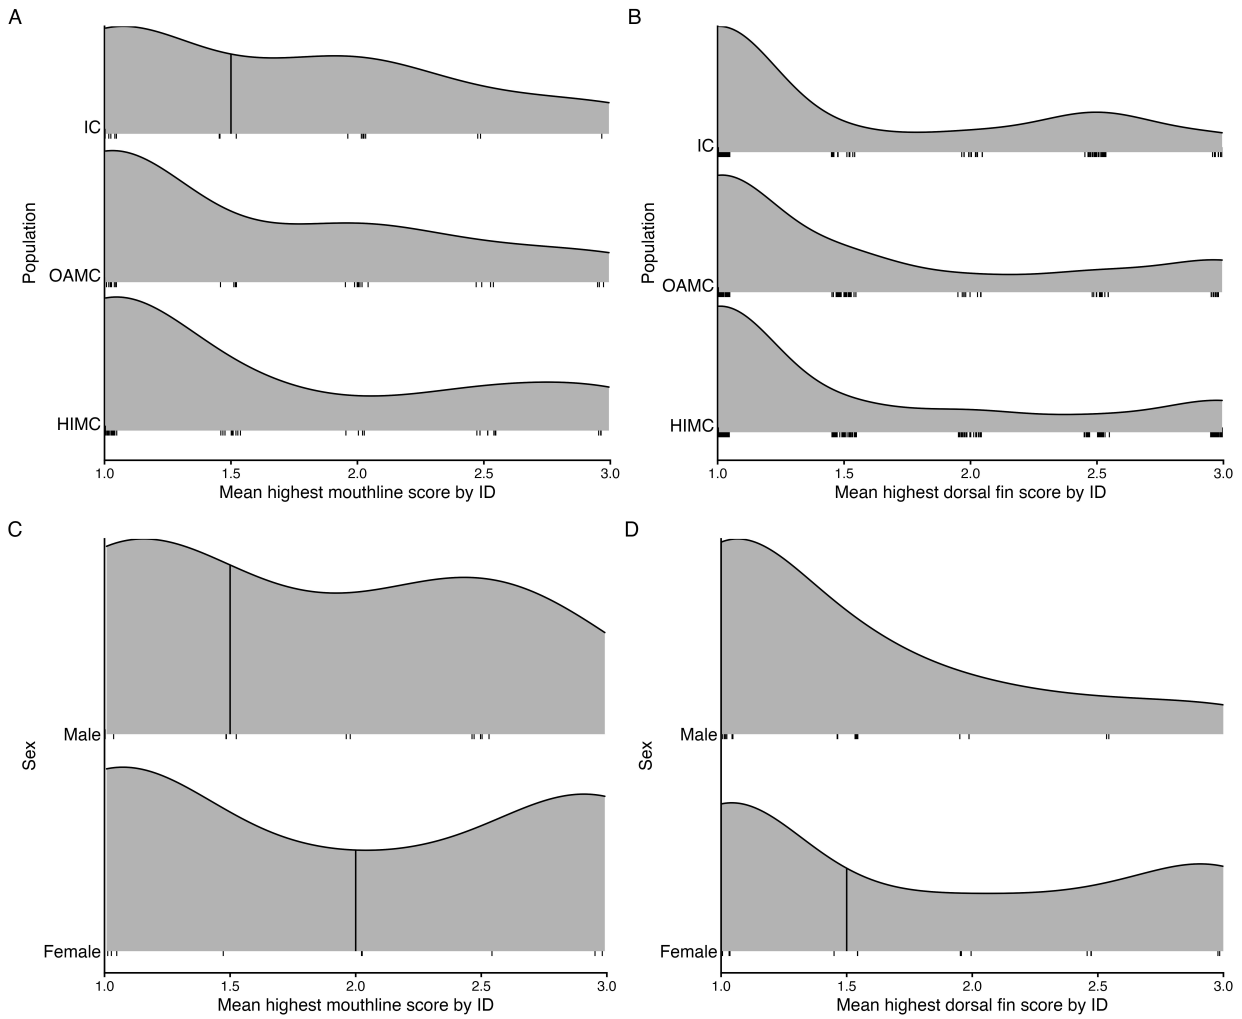 A
IC
OAMC
HIMC
Population
1.0 1.5 2.0 2.5 3.0
Mean highest mouthline score by ID
B
IC
OAMC
HIMC
Population
1.0 1.5 2.0 2.5 3.0
Mean highest dorsal fin score by ID
C
Male
Female
Sex
1.0 1.5 2.0 2.5 3.0
Mean highest mouthline score by ID
D
Male
Female
Sex
1.0 1.5 2.0 2.5 3.0
Mean highest dorsal fin score by ID